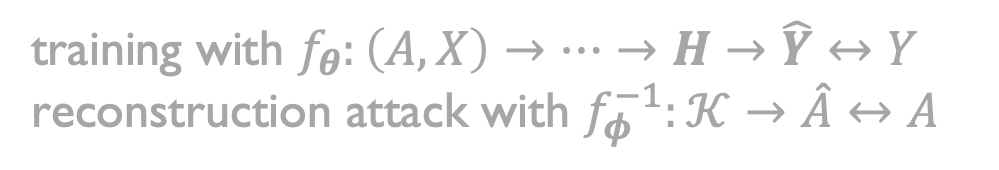 training with f_θ: (A, X) → ⋯ → H → Ŷ ↔ Y
reconstruction attack with f_ϕ^{−1}: 𝒦 → Â ↔ A